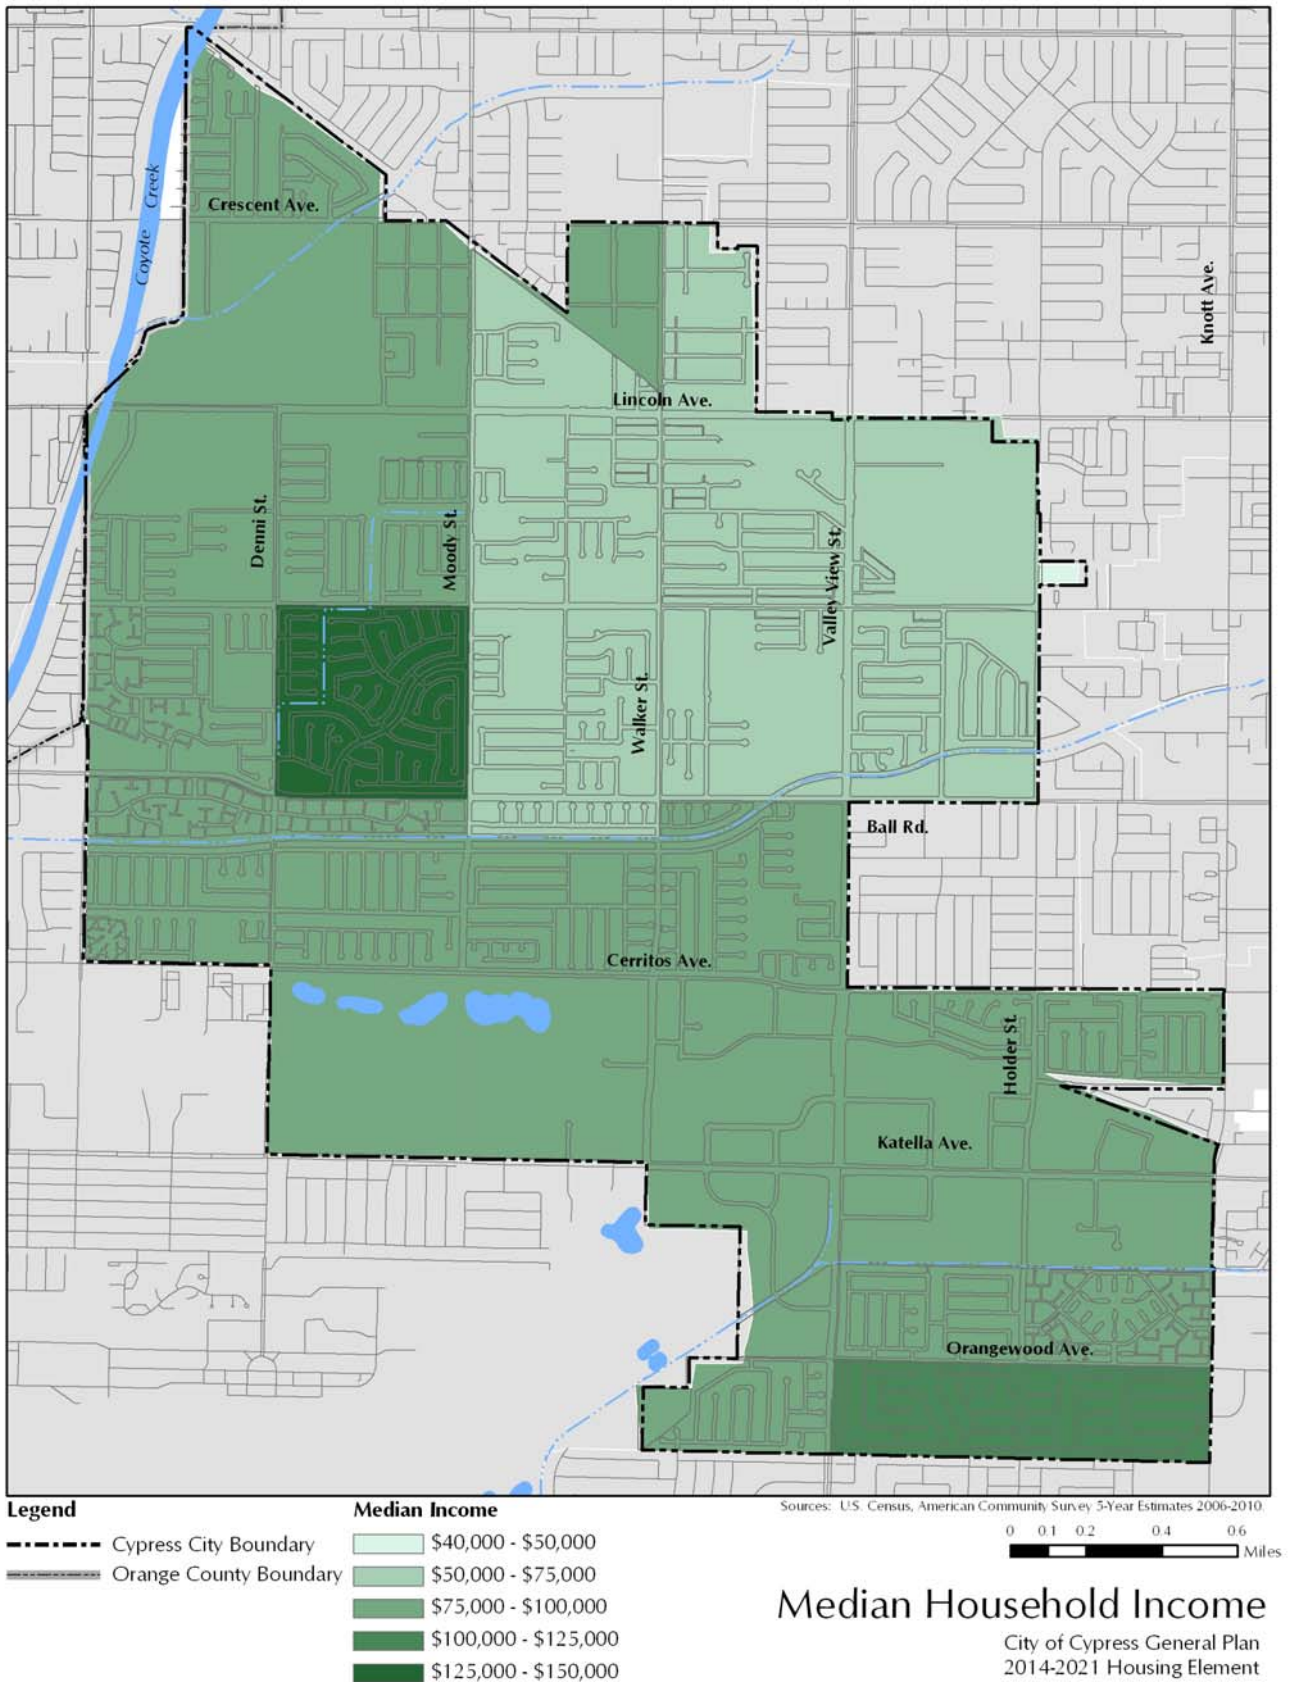 Coyote Creek
Crescent Ave.
Knott Ave.
Lincoln Ave.
Denni St.
Moody St.
Valley View St.
Walker St.
Ball Rd.
Cerritos Ave.
Holder St.
Katella Ave.
Orangewood Ave.
Legend
Cypress City Boundary
Orange County Boundary
Median Income
$40,000 - $50,000
$50,000 - $75,000
$75,000 - $100,000
$100,000 - $125,000
$125,000 - $150,000
Sources: U.S. Census, American Community Survey 5-Year Estimates 2006-2010.
0 0.1 0.2 0.4 0.6
Miles
Median Household Income
City of Cypress General Plan
2014-2021 Housing Element